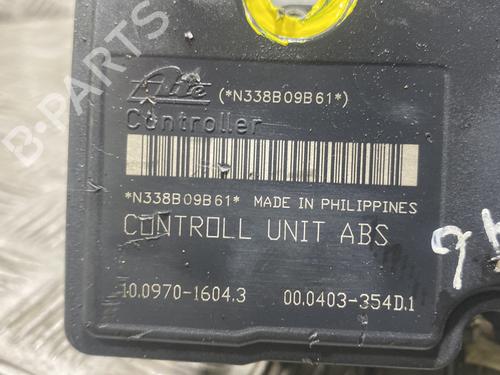 Ate (*N338B09B61*)
Controller
*N338B09B61* MADE IN PHILIPPINES
CONTROLL UNIT ABS
10.0970-1604.3 00.0403-354D.1
B-PARTS